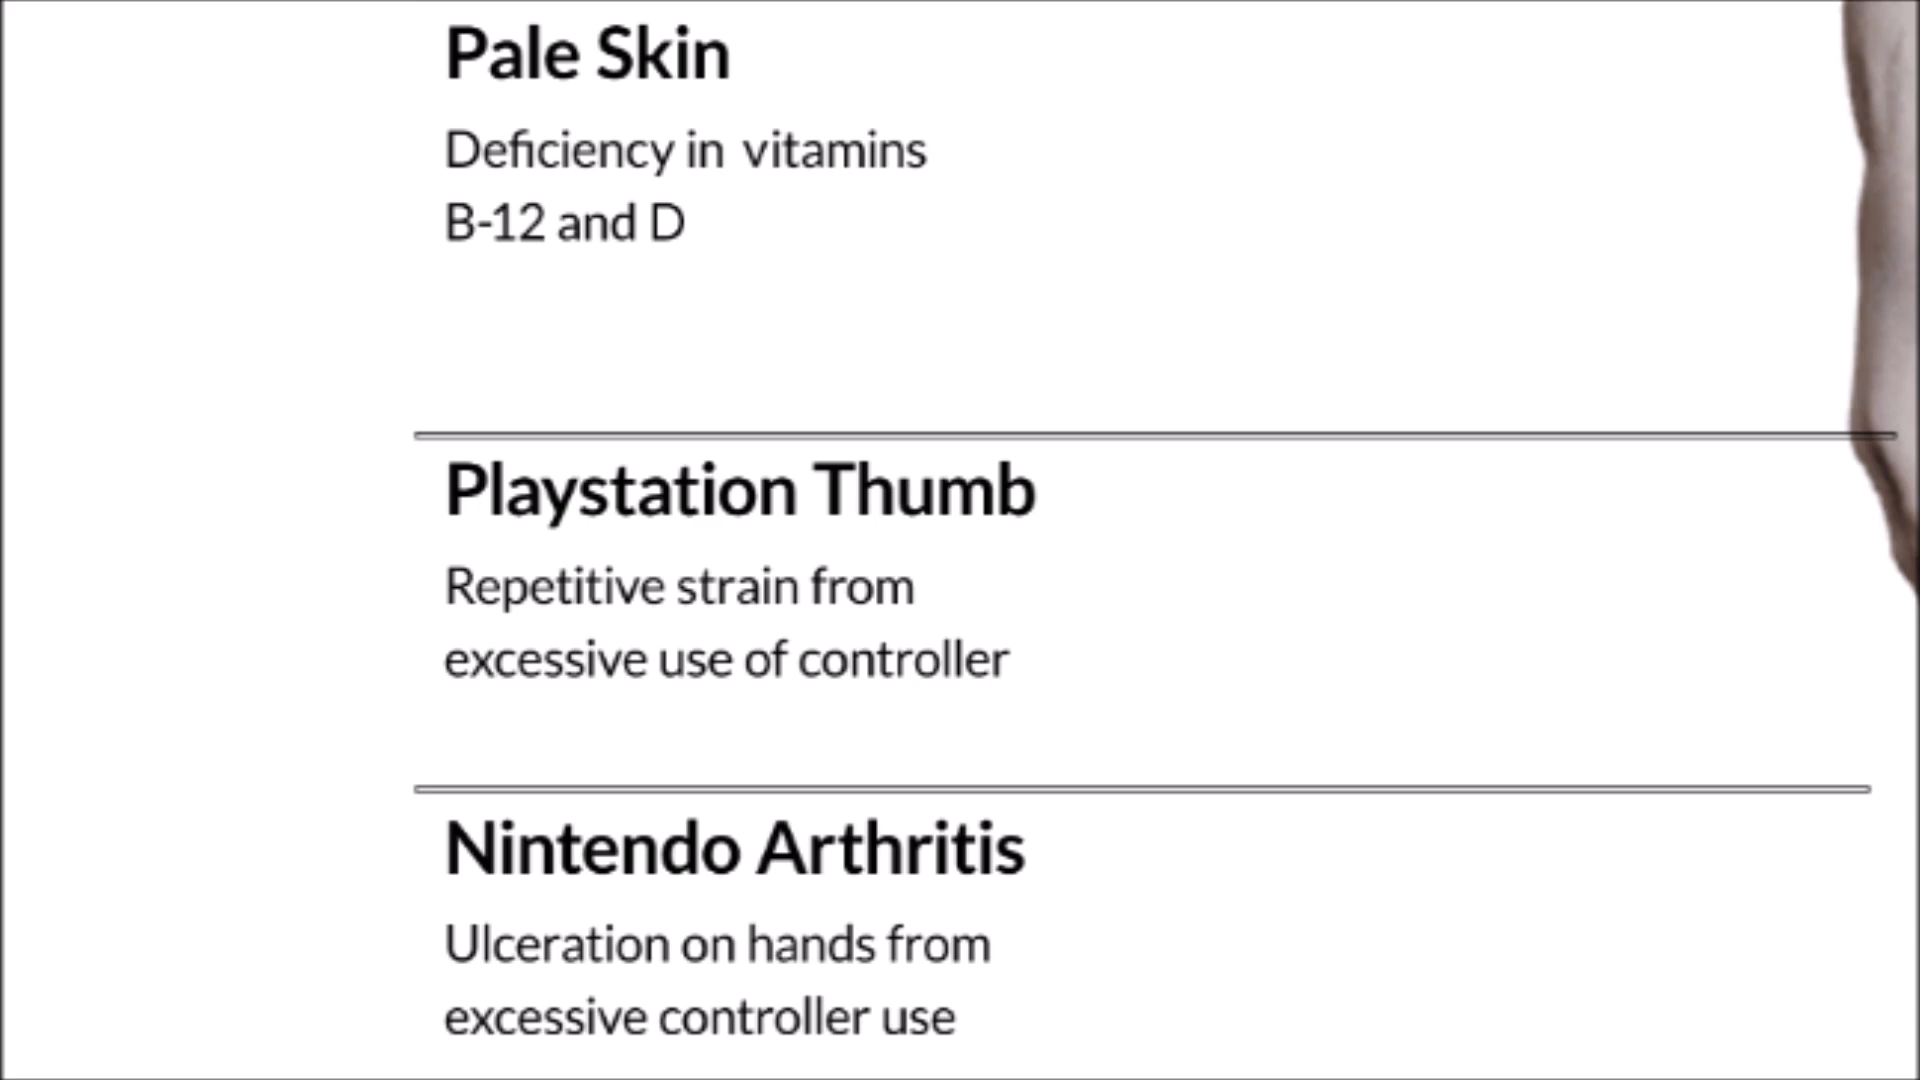 Pale Skin
Deficiency in vitamins
B-12 and D
Playstation Thumb
Repetitive strain from
excessive use of controller
Nintendo Arthritis
Ulceration on hands from
excessive controller use